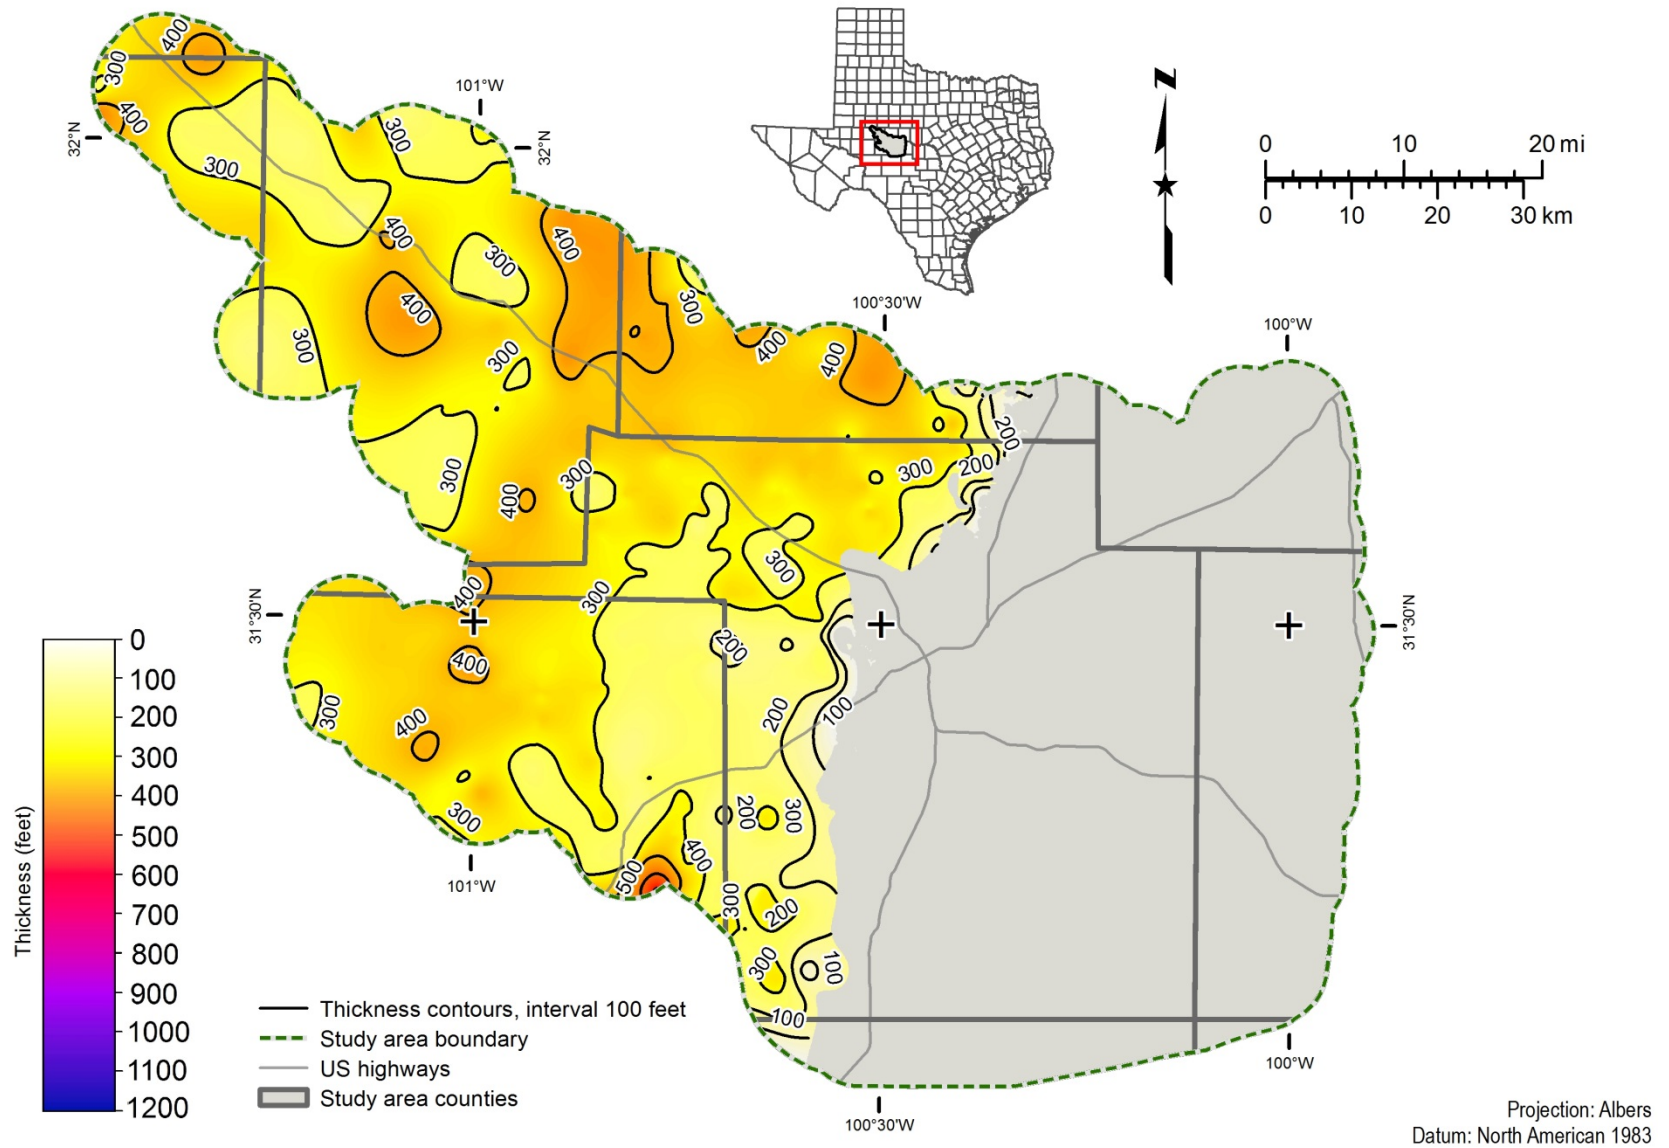 400
300
400
101°W
32°N
300
32°N
300
400
300
400
400
300
300
300
400
400
100°30'W
100°W
0 10 20 mi
0 10 20 30 km
N
200
300
200
300
300
400
300
400
300
31°30'N
31°30'N
200
400
300
400
200
100
300
200
300
400
500
300
200
101°W
300
100
100
100°W
100°30'W
Thickness (feet)
0
100
200
300
400
500
600
700
800
900
1000
1100
1200
Thickness contours, interval 100 feet
Study area boundary
US highways
Study area counties
Projection: Albers
Datum: North American 1983